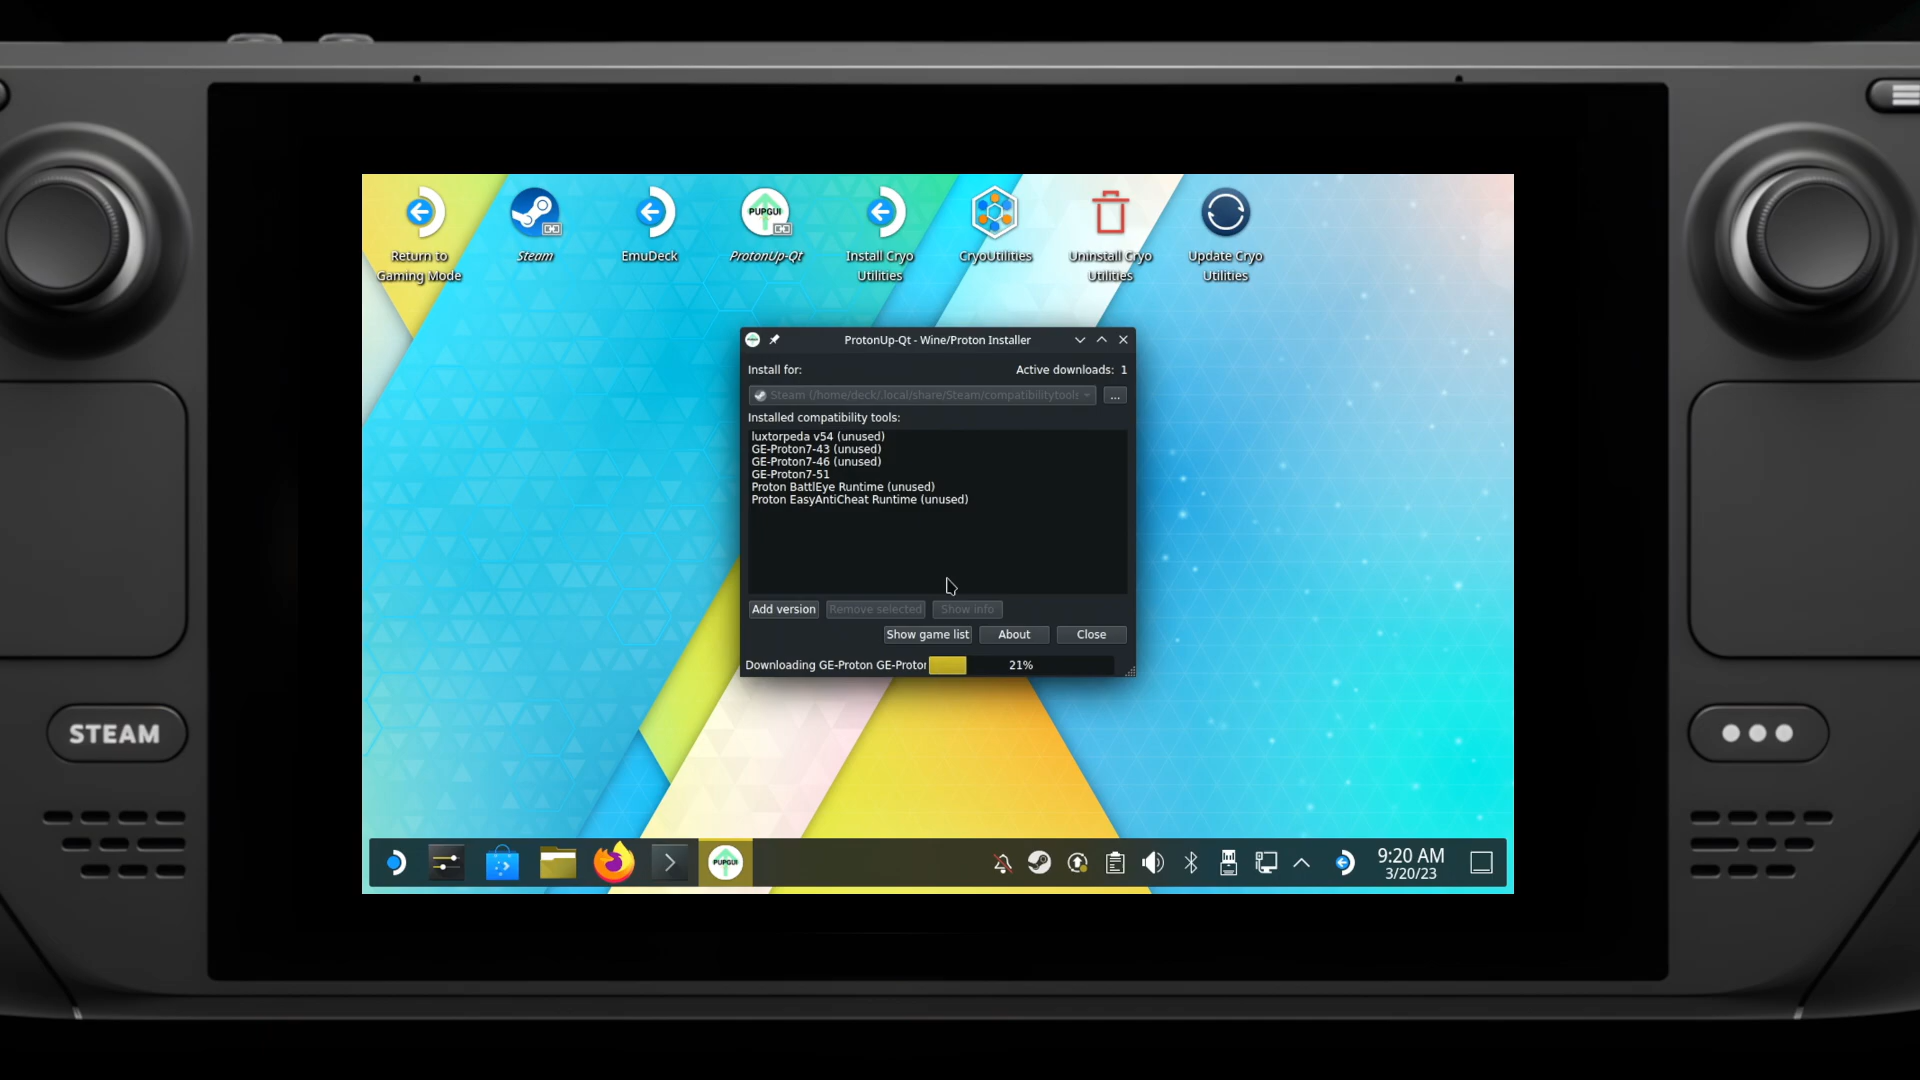 Return to
Gaming Mode
Steam
EmuDeck
PUPGUI
ProtonUp-Qt
Install Cryo
Utilities
CryoUtilities
Uninstall Cryo
Utilities
Update Cryo
Utilities
ProtonUp-Qt - Wine/Proton Installer
Install for:
Active downloads: 1
Steam (/home/deck/.local/share/Steam/compatibilitytools
...
Installed compatibility tools:
luxtorpeda v54 (unused)
GE-Proton7-43 (unused)
GE-Proton7-46 (unused)
GE-Proton7-51
Proton BattlEye Runtime (unused)
Proton EasyAntiCheat Runtime (unused)
Add version
Remove selected
Show info
Show game list
About
Close
Downloading GE-Proton GE-Proton
21%
STEAM
PUPGUI
9:20 AM
3/20/23